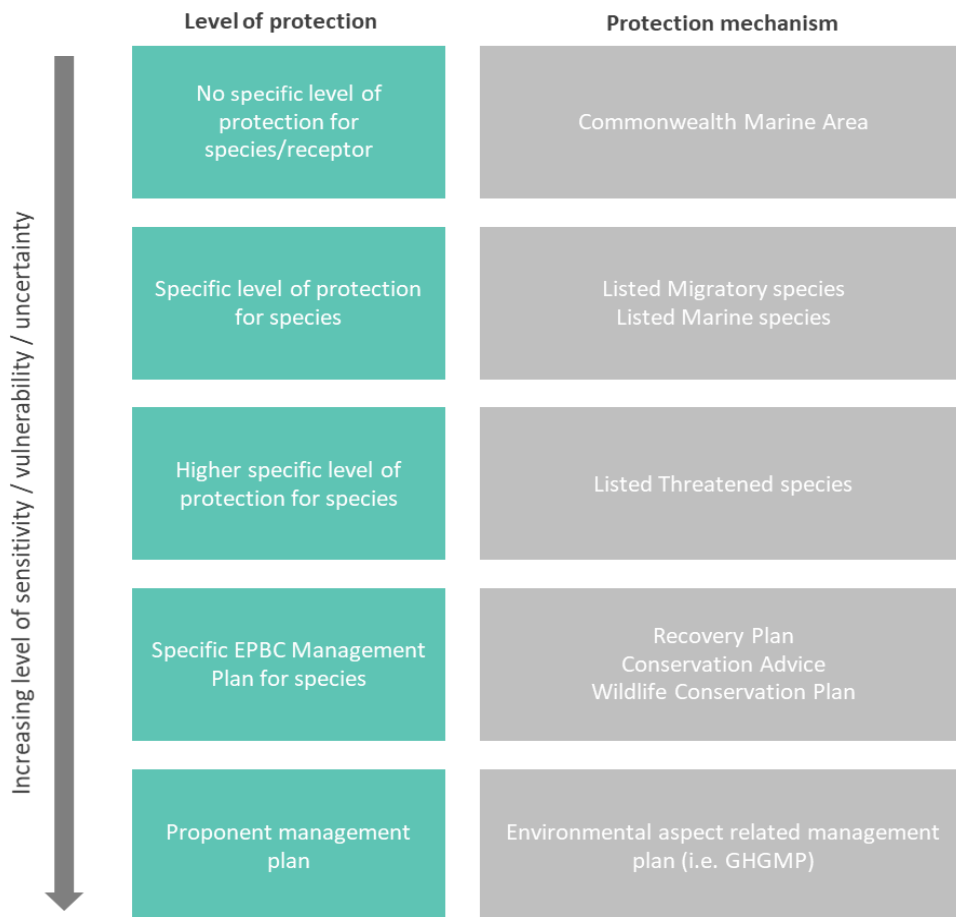 Level of protection
Protection mechanism
Increasing level of sensitivity / vulnerability / uncertainty
No specific level of
protection for
species/receptor
Commonwealth Marine Area
Specific level of protection
for species
Listed Migratory species
Listed Marine species
Higher specific level of
protection for species
Listed Threatened species
Specific EPBC Management
Plan for species
Recovery Plan
Conservation Advice
Wildlife Conservation Plan
Proponent management
plan
Environmental aspect related management
plan (i.e. GHGMP)